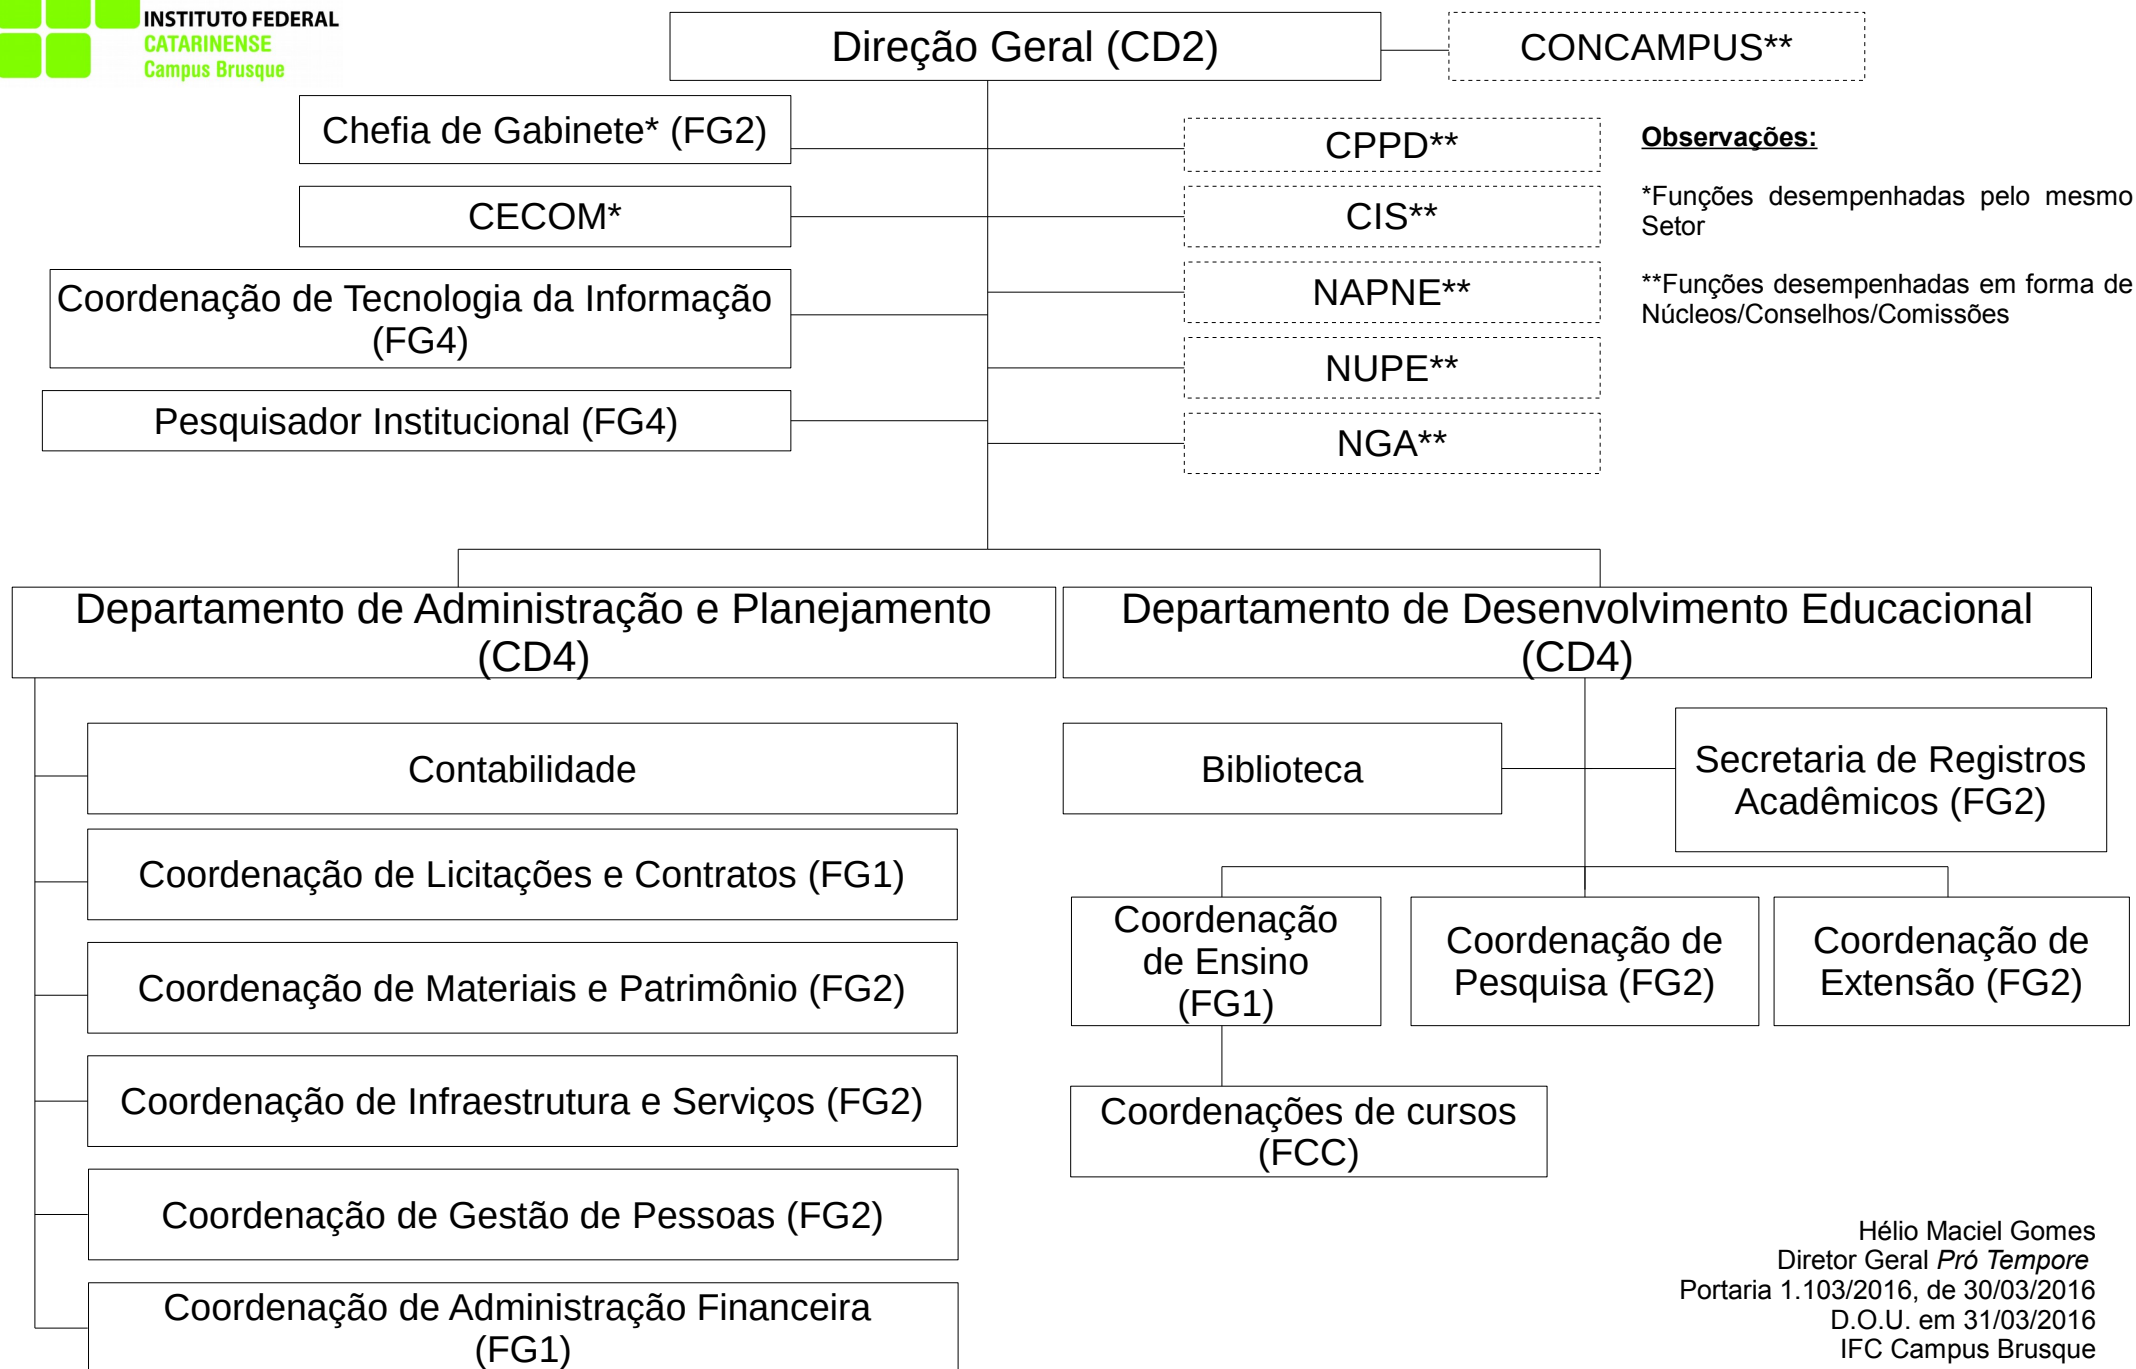 INSTITUTO FEDERAL
CATARINENSE
Campus Brusque
Direção Geral (CD2)
CONCAMPUS**
Chefia de Gabinete* (FG2)
CPPD**
Observações:
CECOM*
CIS**
*Funções desempenhadas pelo mesmo
Setor
Coordenação de Tecnologia da Informação
(FG4)
NAPNE**
**Funções desempenhadas em forma de
Núcleos/Conselhos/Comissões
NUPE**
Pesquisador Institucional (FG4)
NGA**
Departamento de Administração e Planejamento
(CD4)
Departamento de Desenvolvimento Educacional
(CD4)
Contabilidade
Coordenação de Licitações e Contratos (FG1)
Coordenação de Materiais e Patrimônio (FG2)
Coordenação de Infraestrutura e Serviços (FG2)
Coordenação de Gestão de Pessoas (FG2)
Coordenação de Administração Financeira
(FG1)
Biblioteca
Secretaria de Registros
Acadêmicos (FG2)
Coordenação
de Ensino
(FG1)
Coordenação de
Pesquisa (FG2)
Coordenação de
Extensão (FG2)
Coordenações de cursos
(FCC)
Hélio Maciel Gomes
Diretor Geral Pró Tempore
Portaria 1.103/2016, de 30/03/2016
D.O.U. em 31/03/2016
IFC Campus Brusque